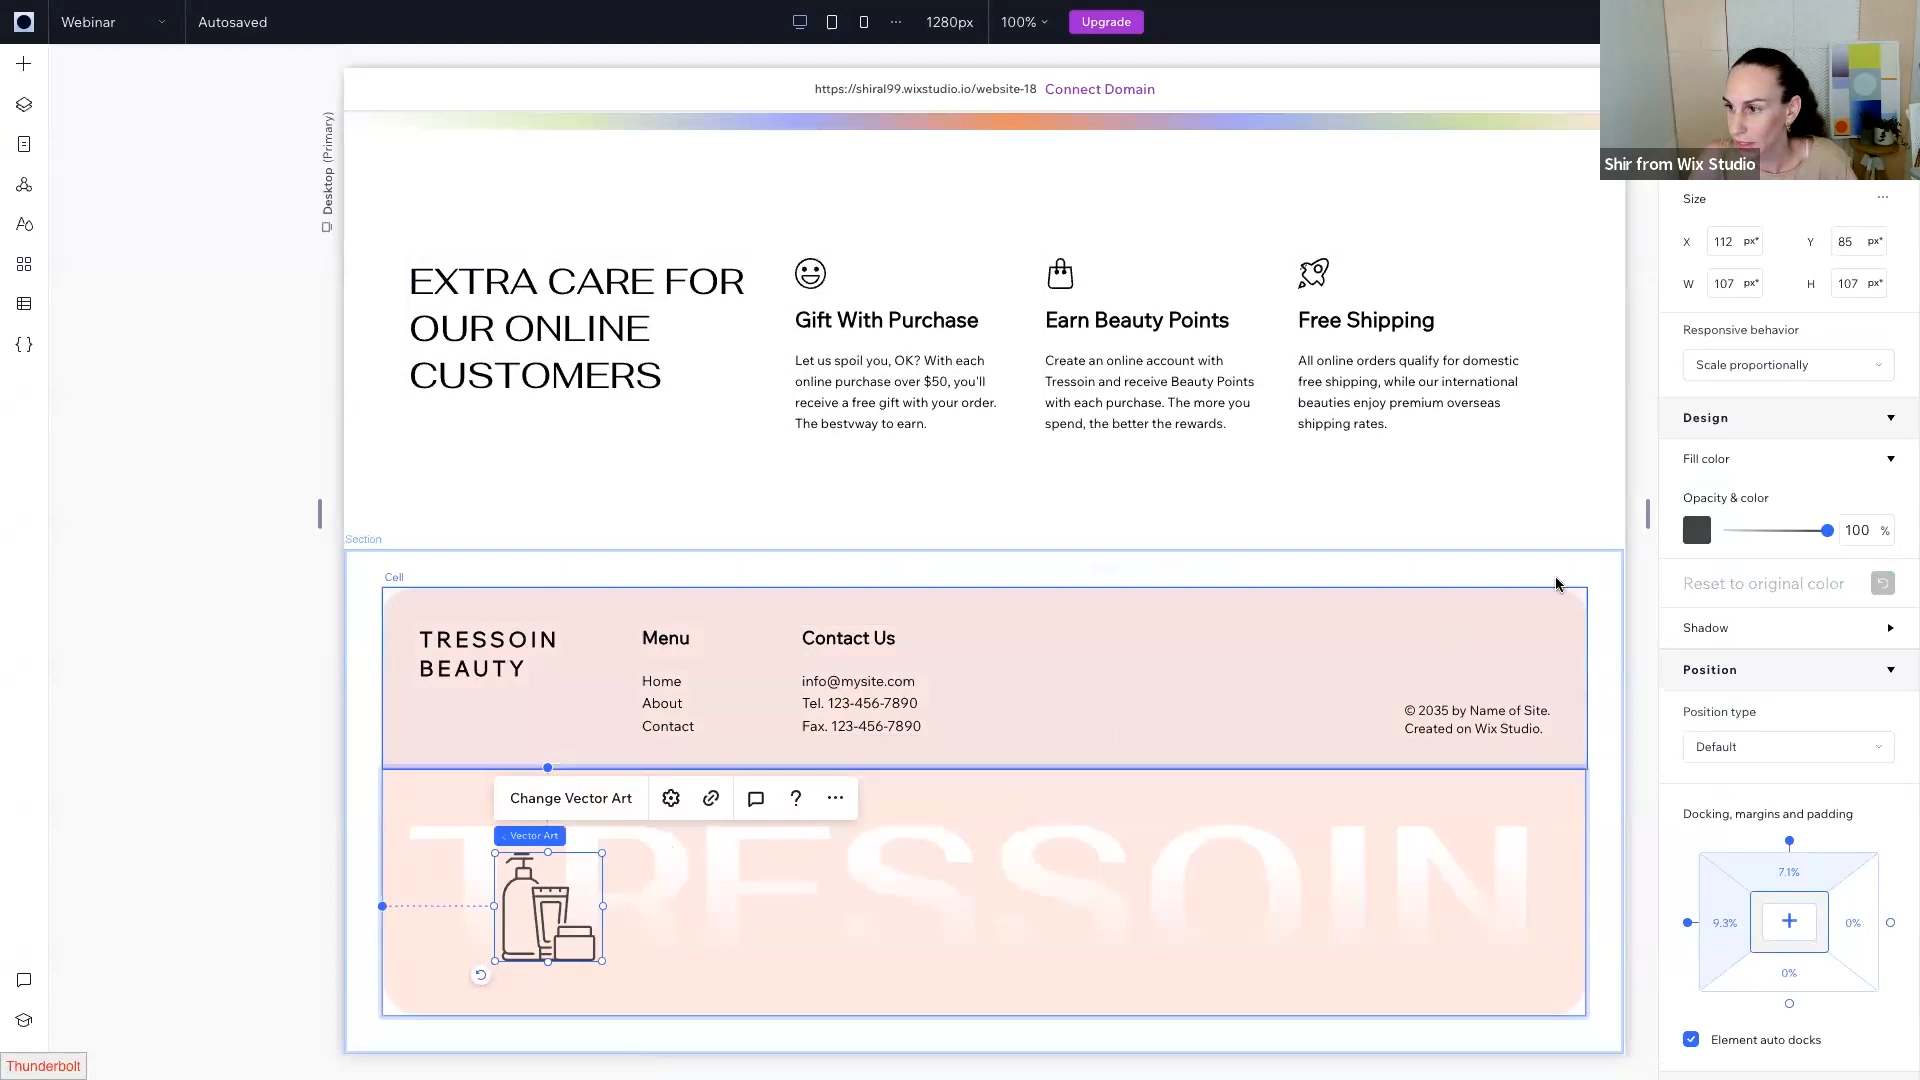 Webinar
Autosaved
1280px
100%
Upgrade
https://shiral99.wixstudio.io/website-18 Connect Domain
Shir from Wix Studio
Desktop (Primary)
EXTRA CARE FOR
OUR ONLINE
CUSTOMERS
Gift With Purchase
Let us spoil you, OK? With each
online purchase over $50, you'll
receive a free gift with your order.
The bestvway to earn.
Earn Beauty Points
Create an online account with
Tressoin and receive Beauty Points
with each purchase. The more you
spend, the better the rewards.
Free Shipping
All online orders qualify for domestic
free shipping, while our international
beauties enjoy premium overseas
shipping rates.
Section
Cell
TRESSOIN
BEAUTY
Menu
Home
About
Contact
Contact Us
info@mysite.com
Tel. 123-456-7890
Fax. 123-456-7890
© 2035 by Name of Site.
Created on Wix Studio.
Change Vector Art
Vector Art
TRESSOIN
Thunderbolt
Size
X 112 px* Y 85 px*
W 107 px* H 107 px*
Responsive behavior
Scale proportionally
Design
Fill color
Opacity & color
100 %
Reset to original color
Shadow
Position
Position type
Default
Docking, margins and padding
7.1%
9.3%
0%
0%
Element auto docks